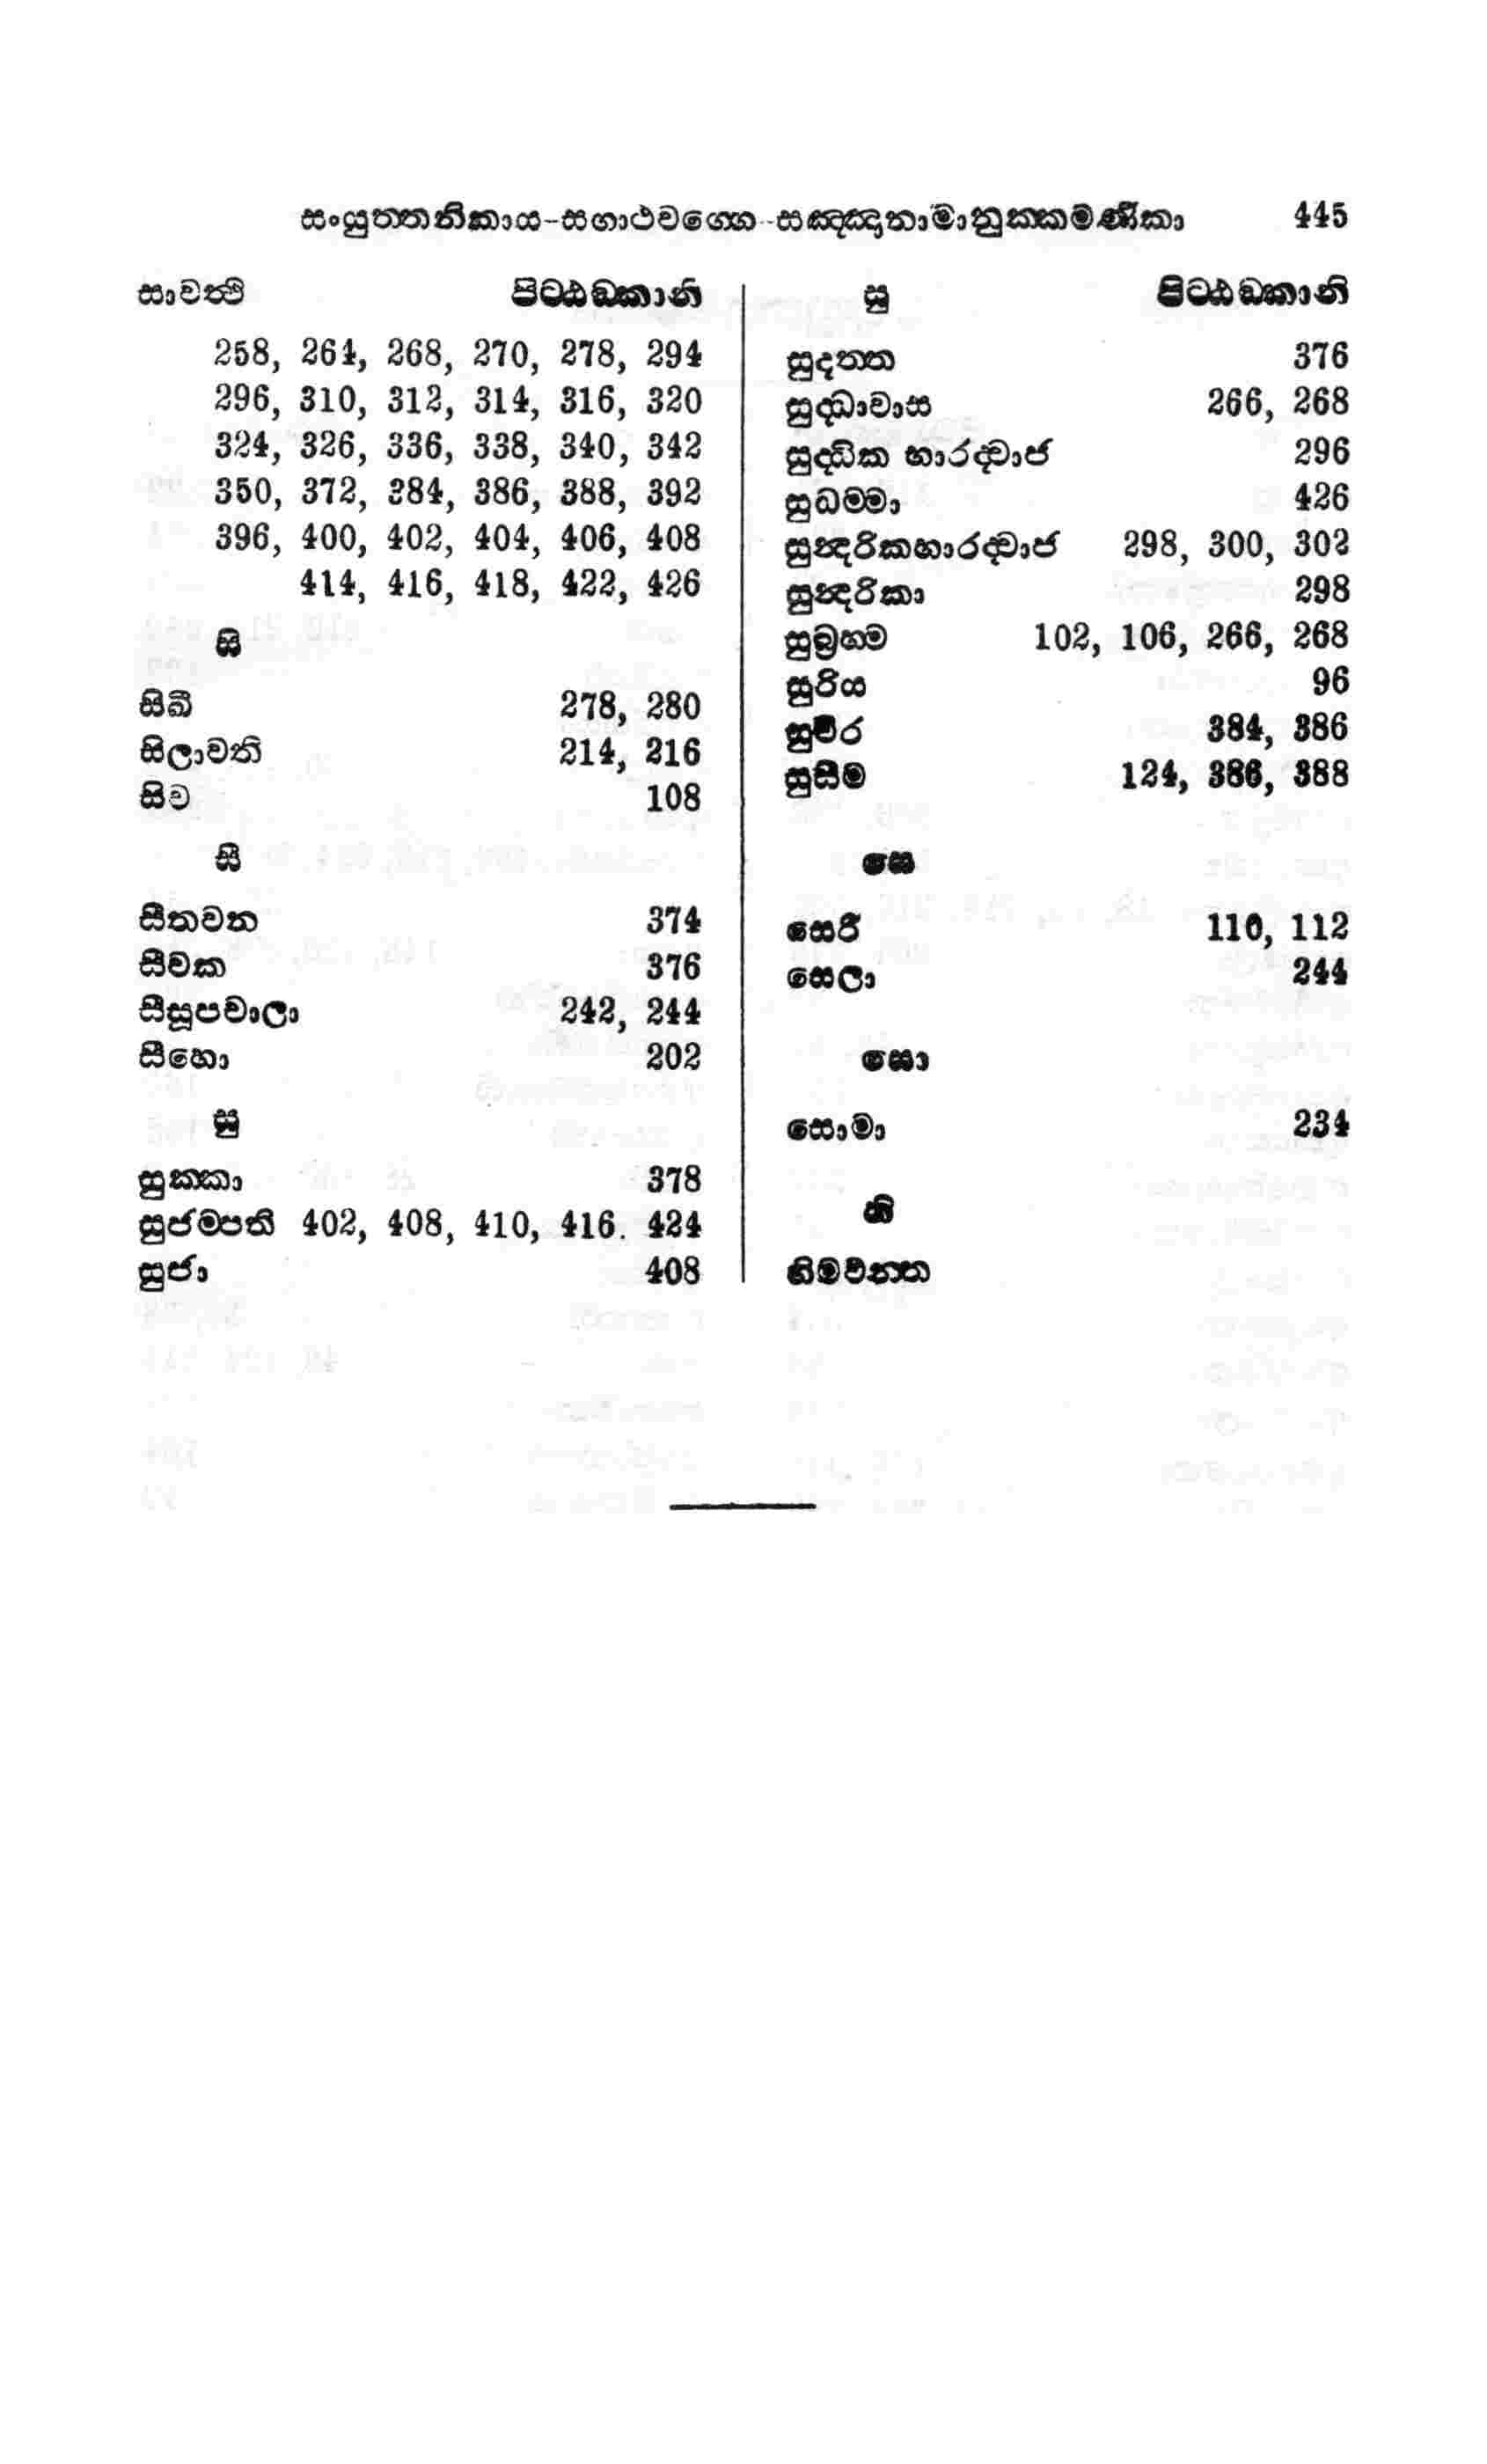 සංයුත්තනිකාය-සගාථවග්ගෙ-සඤ්ඤානාමානුක්කමණිකා 445
සාවත්ථි පිට්ඨඞ්කානි
258, 264, 268, 270, 278, 294
296, 310, 312, 314, 316, 320
324, 326, 336, 338, 340, 342
350, 372, 384, 386, 388, 392
396, 400, 402, 404, 406, 408
414, 416, 418, 422, 426
සි
සිඛී 278, 280
සිලාවති 214, 216
සිව 108
සී
සීතවන 374
සීවක 376
සීසූපචාලා 242, 244
සීහො 202
සු
සුක්කා 378
සුජම්පති 402, 408, 410, 416. 424
සුජා 408
සු පිට්ඨඞ්කානි
සුදත්ත 376
සුද්ධාවාස 266, 268
සුද්ධික භාරද්වාජ 296
සුධම්මා 426
සුන්දරිකභාරද්වාජ 298, 300, 302
සුන්දරිකා 298
සුබ්‍රහ්ම 102, 106, 266, 268
සුරිය 96
සුවීර 384, 386
සුසීම 124, 386, 388
සෙ
සෙරී 110, 112
සෙලා 244
සො
සොමා 234
හි
හිමවන්ත